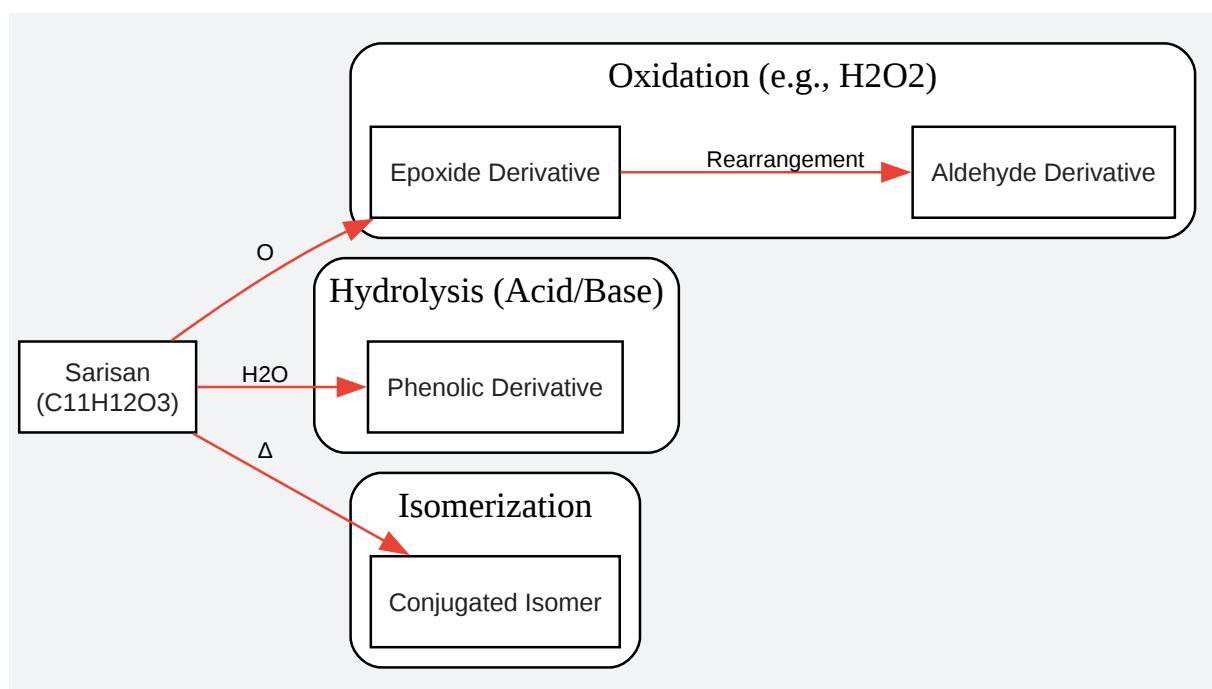 Oxidation (e.g., H2O2)
Epoxide Derivative
Rearrangement
Aldehyde Derivative
O
Hydrolysis (Acid/Base)
Sarisan
(C11H12O3)
H2O
Phenolic Derivative
Δ
Isomerization
Conjugated Isomer